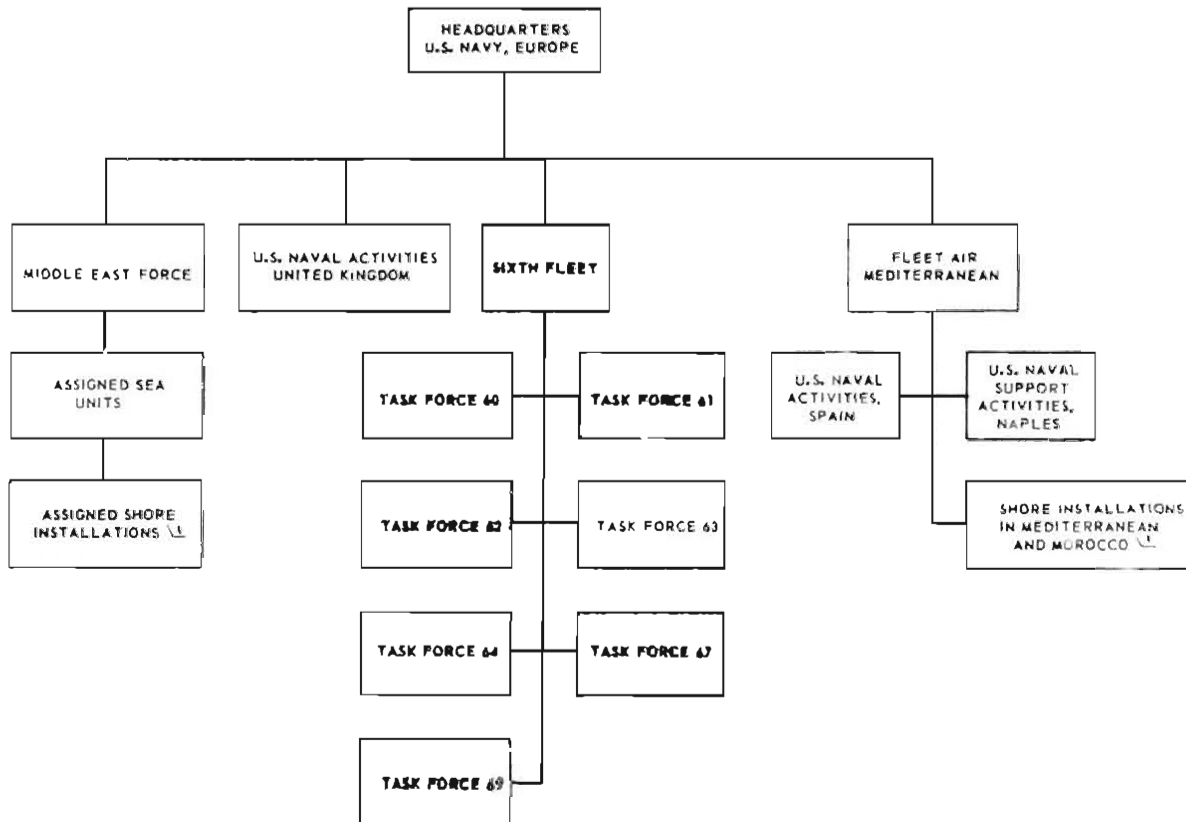 HEADQUARTERS
U.S. NAVY, EUROPE
MIDDLE EAST FORCE
U.S. NAVAL ACTIVITIES
UNITED KINGDOM
SIXTH FLEET
FLEET AIR
MEDITERRANEAN
ASSIGNED SEA
UNITS
TASK FORCE 60
TASK FORCE 61
U.S. NAVAL
ACTIVITIES,
SPAIN
U.S. NAVAL
SUPPORT
ACTIVITIES,
NAPLES
ASSIGNED SHORE
INSTALLATIONS
TASK FORCE 62
TASK FORCE 63
SHORE INSTALLATIONS
IN MEDITERRANEAN
AND MOROCCO
TASK FORCE 64
TASK FORCE 67
TASK FORCE 69